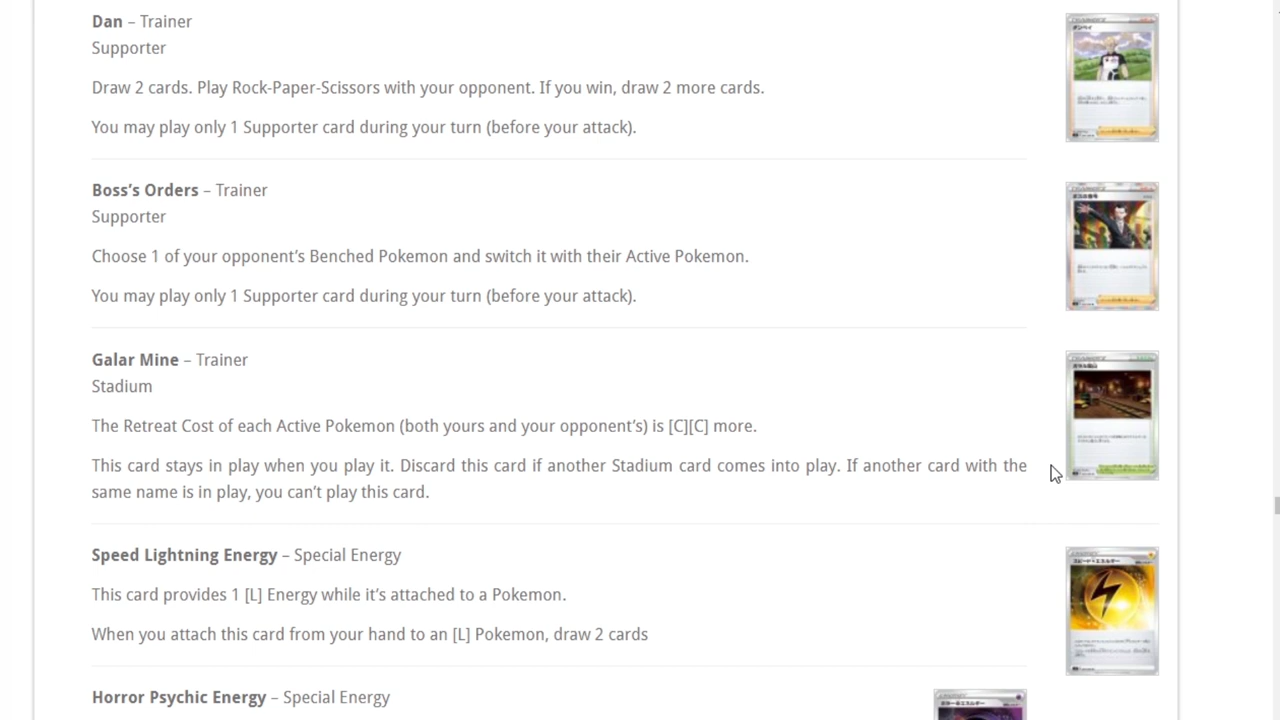 Dan – Trainer
Supporter
Draw 2 cards. Play Rock-Paper-Scissors with your opponent. If you win, draw 2 more cards.
You may play only 1 Supporter card during your turn (before your attack).
Boss’s Orders – Trainer
Supporter
Choose 1 of your opponent’s Benched Pokemon and switch it with their Active Pokemon.
You may play only 1 Supporter card during your turn (before your attack).
Galar Mine – Trainer
Stadium
The Retreat Cost of each Active Pokemon (both yours and your opponent’s) is [C][C] more.
This card stays in play when you play it. Discard this card if another Stadium card comes into play. If another card with the
same name is in play, you can’t play this card.
Speed Lightning Energy – Special Energy
This card provides 1 [L] Energy while it’s attached to a Pokemon.
When you attach this card from your hand to an [L] Pokemon, draw 2 cards
Horror Psychic Energy – Special Energy